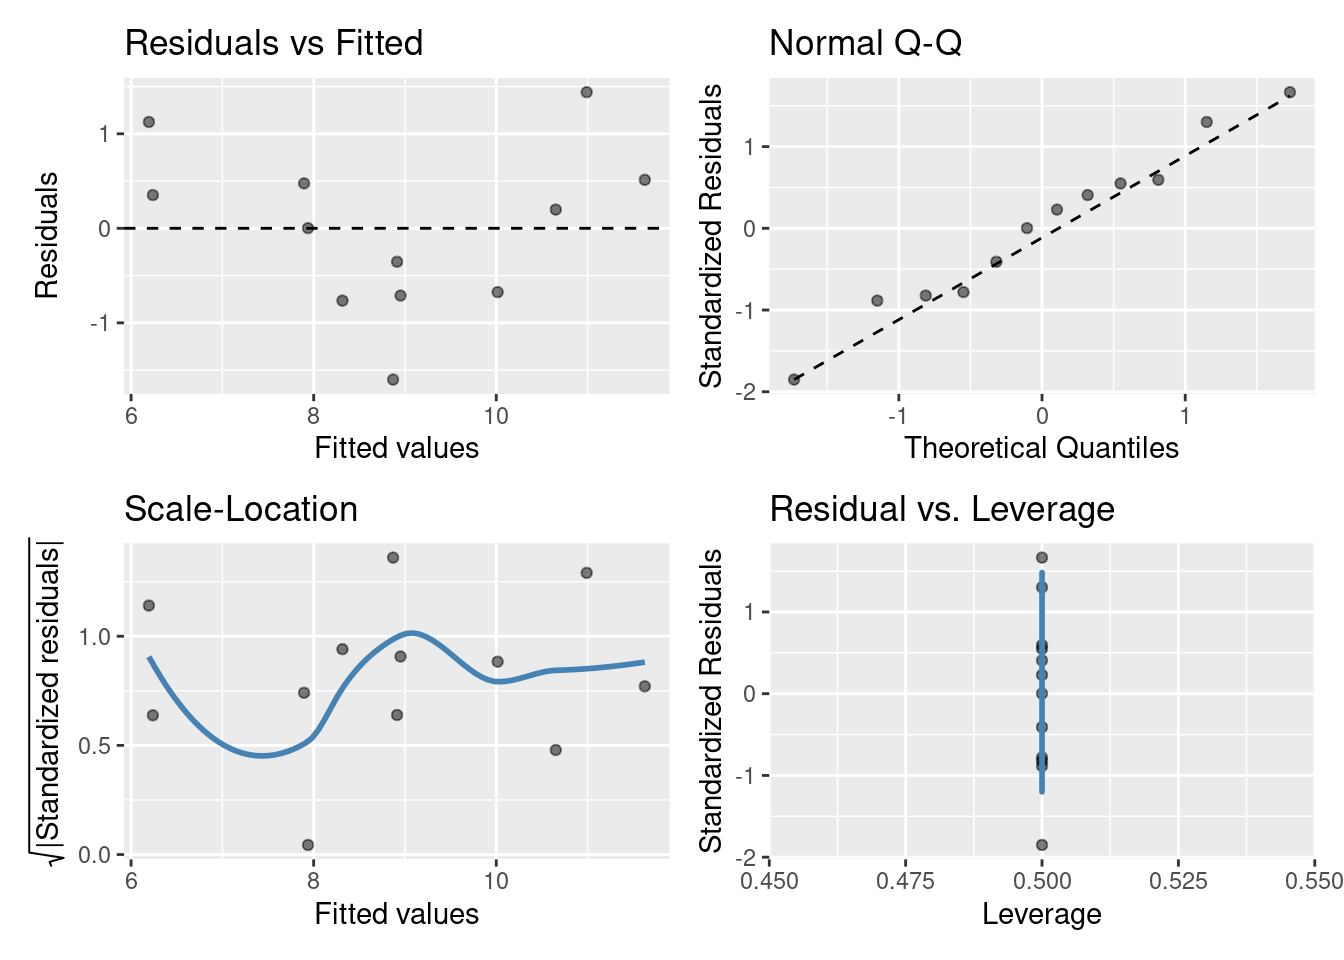 Residuals vs Fitted
Residuals
1
0
-1
6 8 10
Fitted values
Normal Q-Q
Standardized Residuals
1
0
-1
-2
-1 0 1
Theoretical Quantiles
Scale-Location
√|Standardized residuals|
1.0
0.5
0.0
6 8 10
Fitted values
Residual vs. Leverage
Standardized Residuals
1
0
-1
-2
0.450 0.475 0.500 0.525 0.550
Leverage